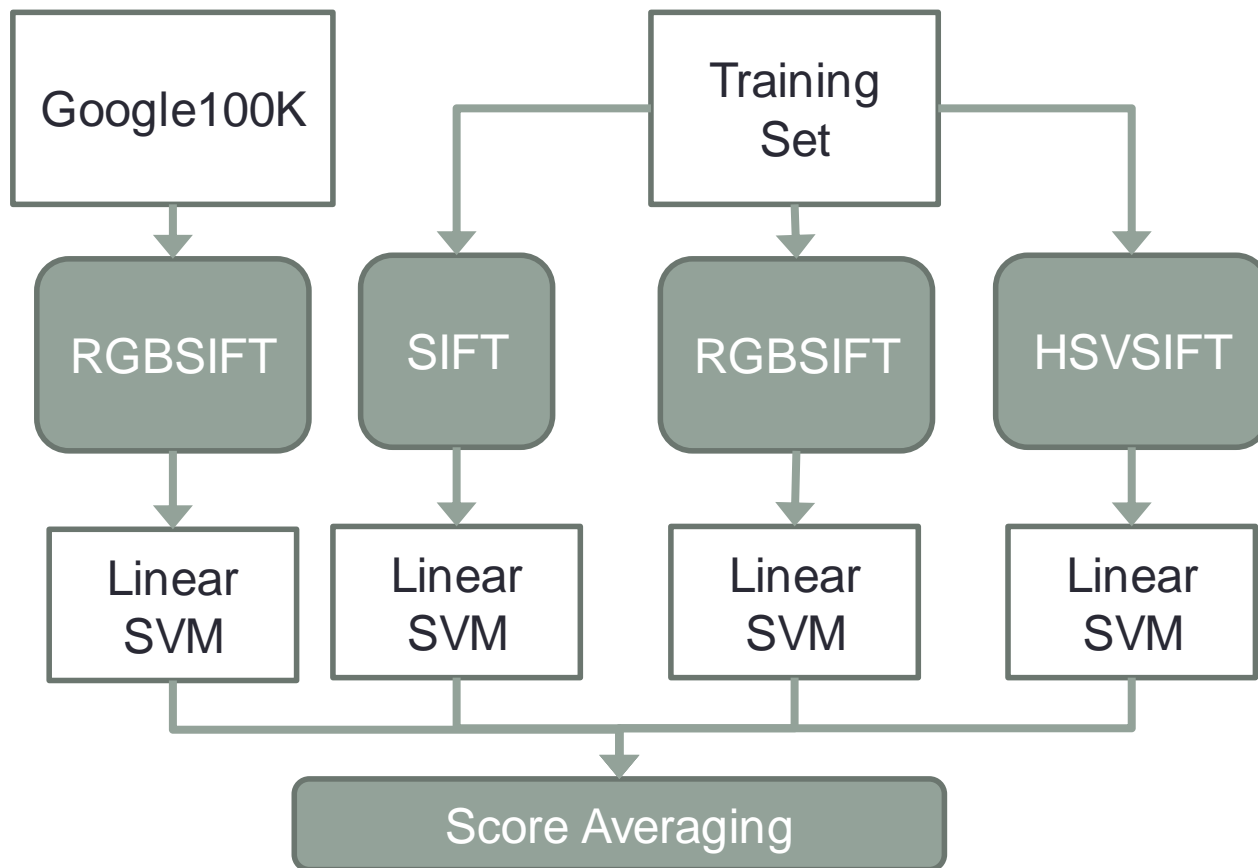 Google100K
Training
Set
RGBSIFT
SIFT
RGBSIFT
HSVSIFT
Linear
SVM
Linear
SVM
Linear
SVM
Linear
SVM
Score Averaging